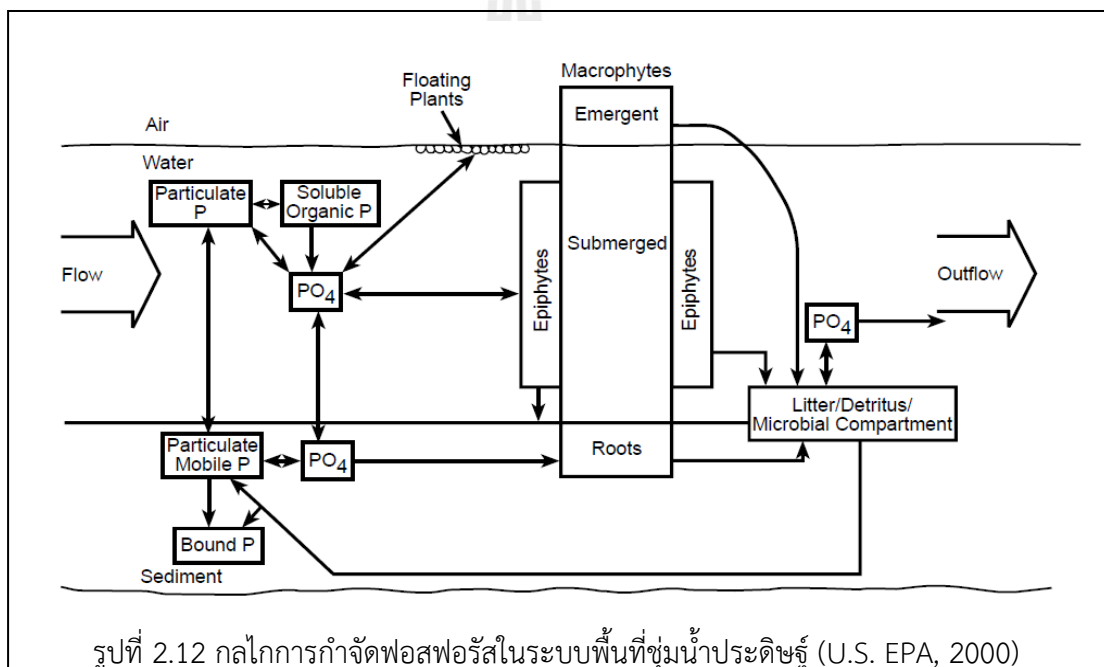 Macrophytes
Floating
Plants
Emergent
Air
Water
Particulate
P
Soluble
Organic P
Submerged
Epiphytes
Epiphytes
Flow
PO4
Outflow
PO4
Litter/Detritus/
Microbial Compartment
Particulate
Mobile P
PO4
Roots
Bound P
Sediment
รูปที่ 2.12 กลไกการกำจัดฟอสฟอรัสในระบบพื้นที่ชุ่มน้ำประดิษฐ์ (U.S. EPA, 2000)